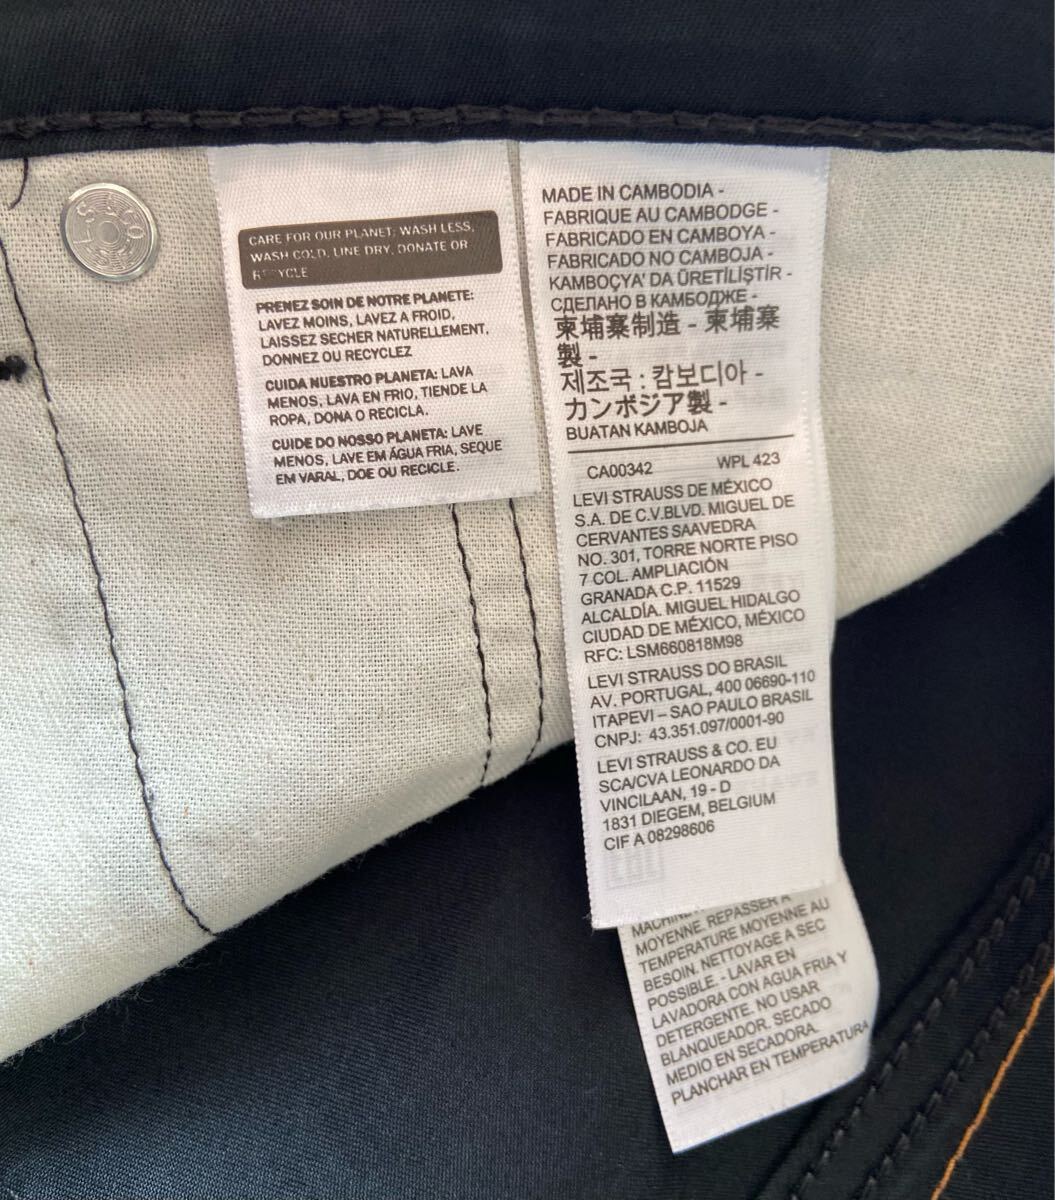 CARE FOR OUR PLANET: WASH LESS,
WASH COLD, LINE DRY, DONATE OR
RECYCLE
PRENEZ SOIN DE NOTRE PLANETE:
LAVEZ MOINS, LAVEZ A FROID,
LAISSEZ SECHER NATURELLEMENT,
DONNEZ OU RECYCLEZ
CUIDA NUESTRO PLANETA: LAVA
MENOS, LAVA EN FRIO, TIENDE LA
ROPA, DONA O RECICLA.
CUIDE DO NOSSO PLANETA: LAVE
MENOS, LAVE EM ÁGUA FRIA, SEQUE
EM VARAL, DOE OU RECICLE.
MADE IN CAMBODIA -
FABRIQUE AU CAMBODGE -
FABRICADO EN CAMBOYA -
FABRICADO NO CAMBOJA -
KAMBOÇYA' DA ÜRETİLİŞTİR -
СДЕЛАНО В КАМБОДЖЕ -
柬埔寨制造 - 柬埔寨
製 -
제조국 : 캄보디아 -
カンボジア製 -
BUATAN KAMBOJA
CA00342 WPL 423
LEVI STRAUSS DE MÉXICO
S.A. DE C.V.BLVD. MIGUEL DE
CERVANTES SAAVEDRA
NO. 301, TORRE NORTE PISO
7 COL. AMPLIACIÓN
GRANADA C.P. 11529
ALCALDÍA. MIGUEL HIDALGO
CIUDAD DE MÉXICO, MÉXICO
RFC: LSM660818M98
LEVI STRAUSS DO BRASIL
AV. PORTUGAL, 400 06690-110
ITAPEVI – SAO PAULO BRASIL
CNPJ: 43.351.097/0001-90
LEVI STRAUSS & CO. EU
SCA/CVA LEONARDO DA
VINCILAAN, 19 - D
1831 DIEGEM, BELGIUM
CIF A 08298606
MOYENNE. REPASSER A
TEMPERATURE MOYENNE AU
BESOIN. NETTOYAGE A SEC
POSSIBLE. - LAVAR EN
LAVADORA CON AGUA FRIA Y
DETERGENTE. NO USAR
BLANQUEADOR. SECADO
MEDIO EN SECADORA.
PLANCHAR EN TEMPERATURA